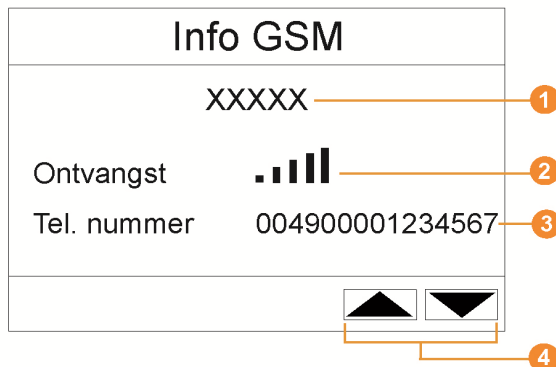 Info GSM
XXXXX
1
Ontvangst
2
Tel. nummer 004900001234567
3
4